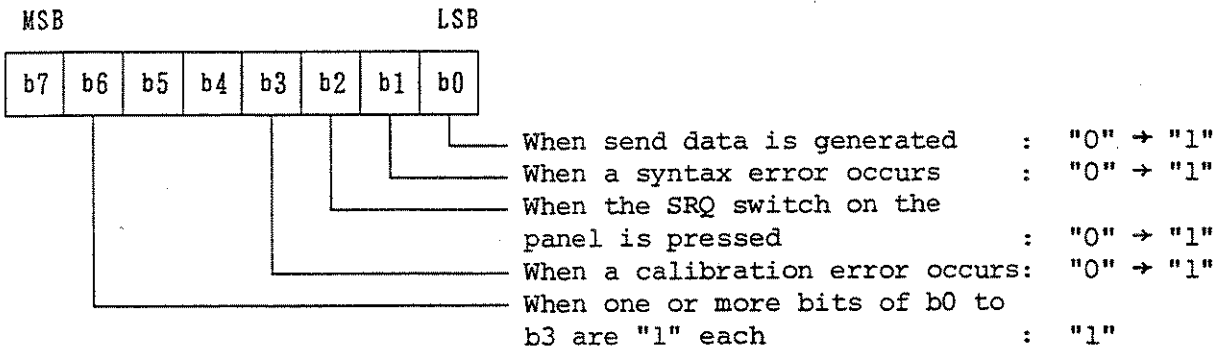 MSB LSB
b7 b6 b5 b4 b3 b2 b1 b0
When send data is generated : "0" → "1"
When a syntax error occurs : "0" → "1"
When the SRQ switch on the
panel is pressed : "0" → "1"
When a calibration error occurs: "0" → "1"
When one or more bits of b0 to
b3 are "1" each : "1"